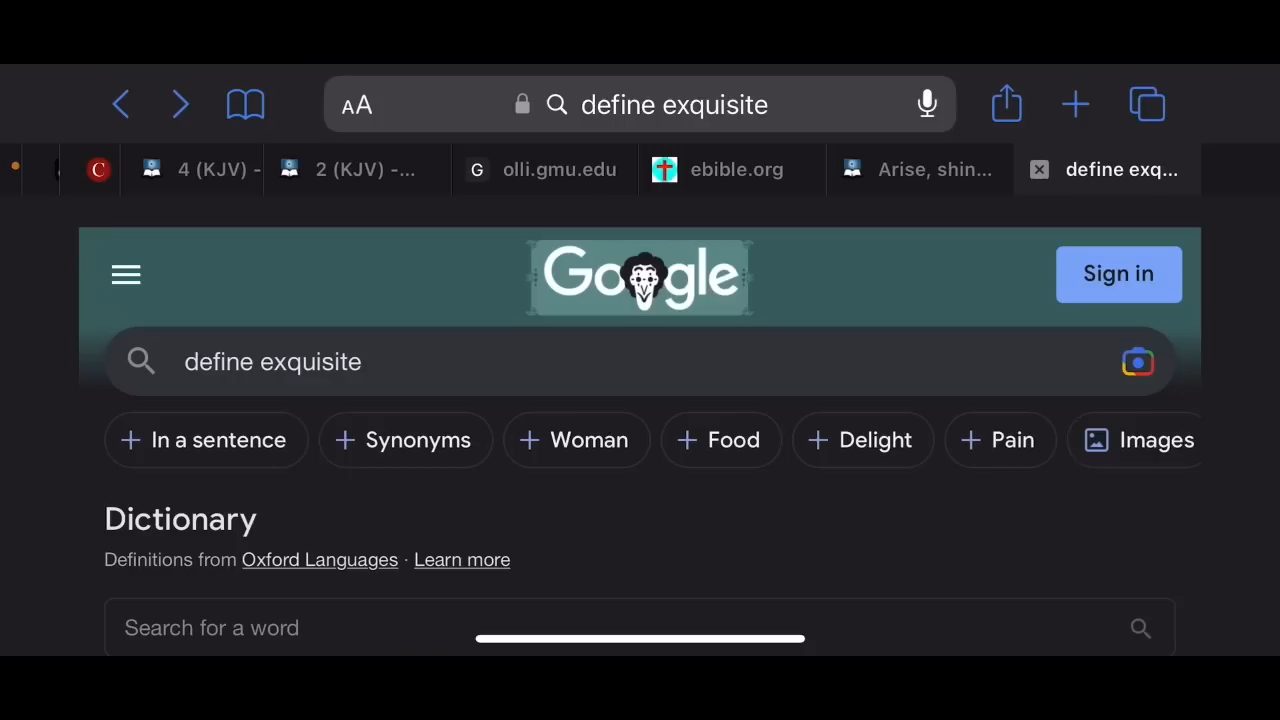 AA define exquisite
C 4 (KJV) - 2 (KJV) -... G olli.gmu.edu ebible.org Arise, shin... define exq...
Google Sign in
define exquisite
In a sentence Synonyms Woman Food Delight Pain Images
Dictionary
Definitions from Oxford Languages · Learn more
Search for a word